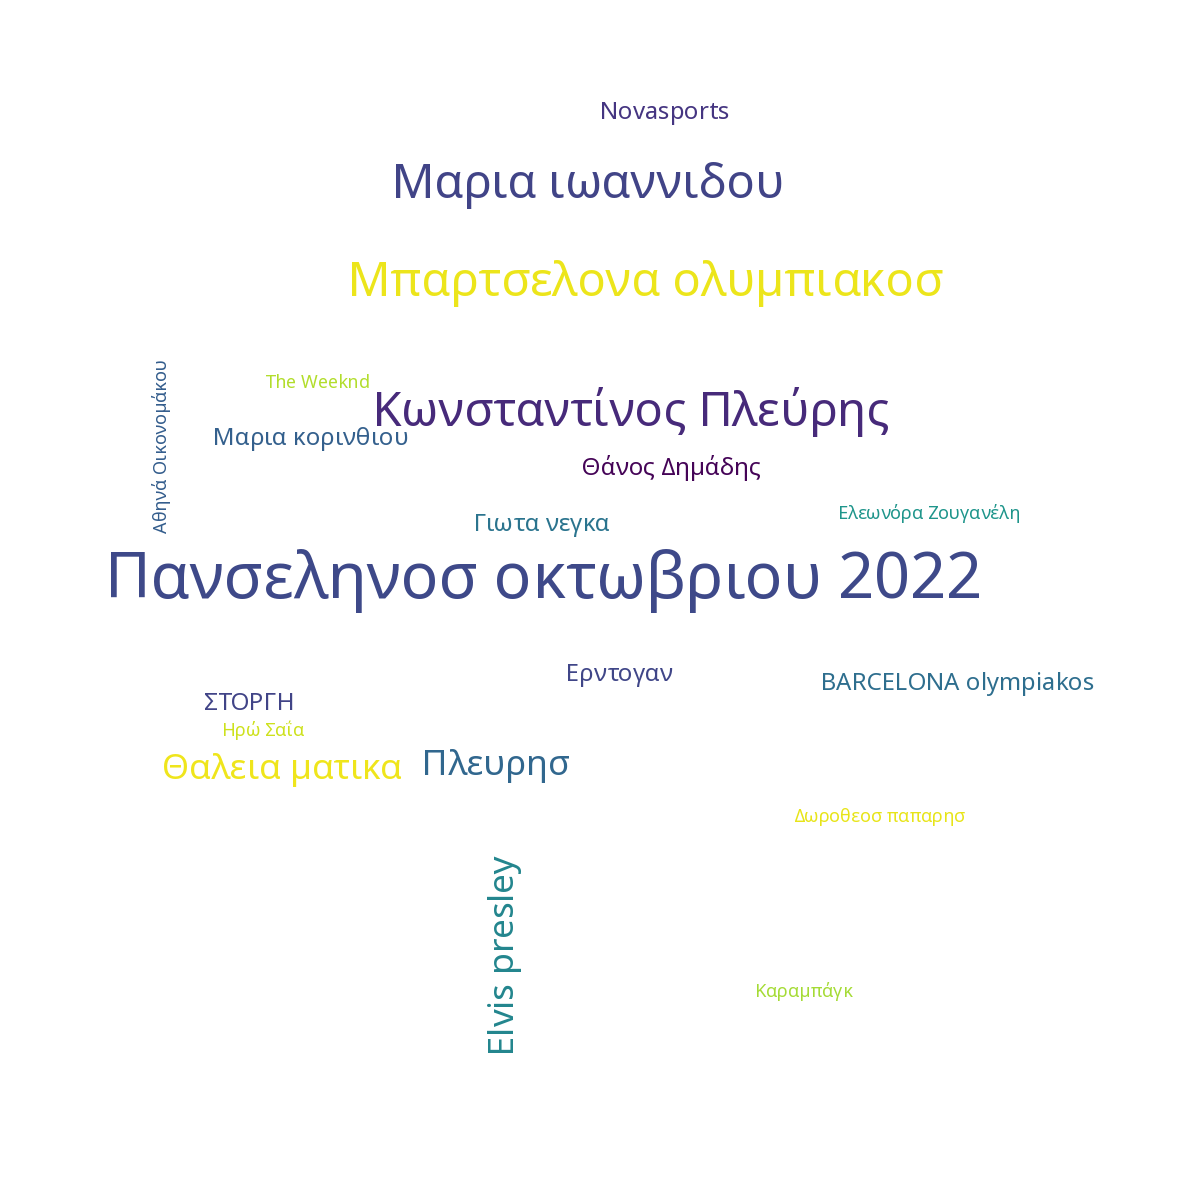 Novasports
Μαρια ιωαννιδου
Μπαρτσελονα ολυμπιακοσ
The Weeknd
Κωνσταντίνος Πλεύρης
Μαρια κορινθιου
Αθηνά Οικονομάκου
Θάνος Δημάδης
Ελεωνόρα Ζουγανέλη
Γιωτα νεγκα
Πανσεληνοσ οκτωβριου 2022
Ερντογαν
BARCELONA olympiakos
ΣΤΟΡΓΗ
Ηρώ Σαΐα
Θαλεια ματικα
Πλευρησ
Δωροθεοσ παπαρησ
Elvis presley
Καραμπάγκ